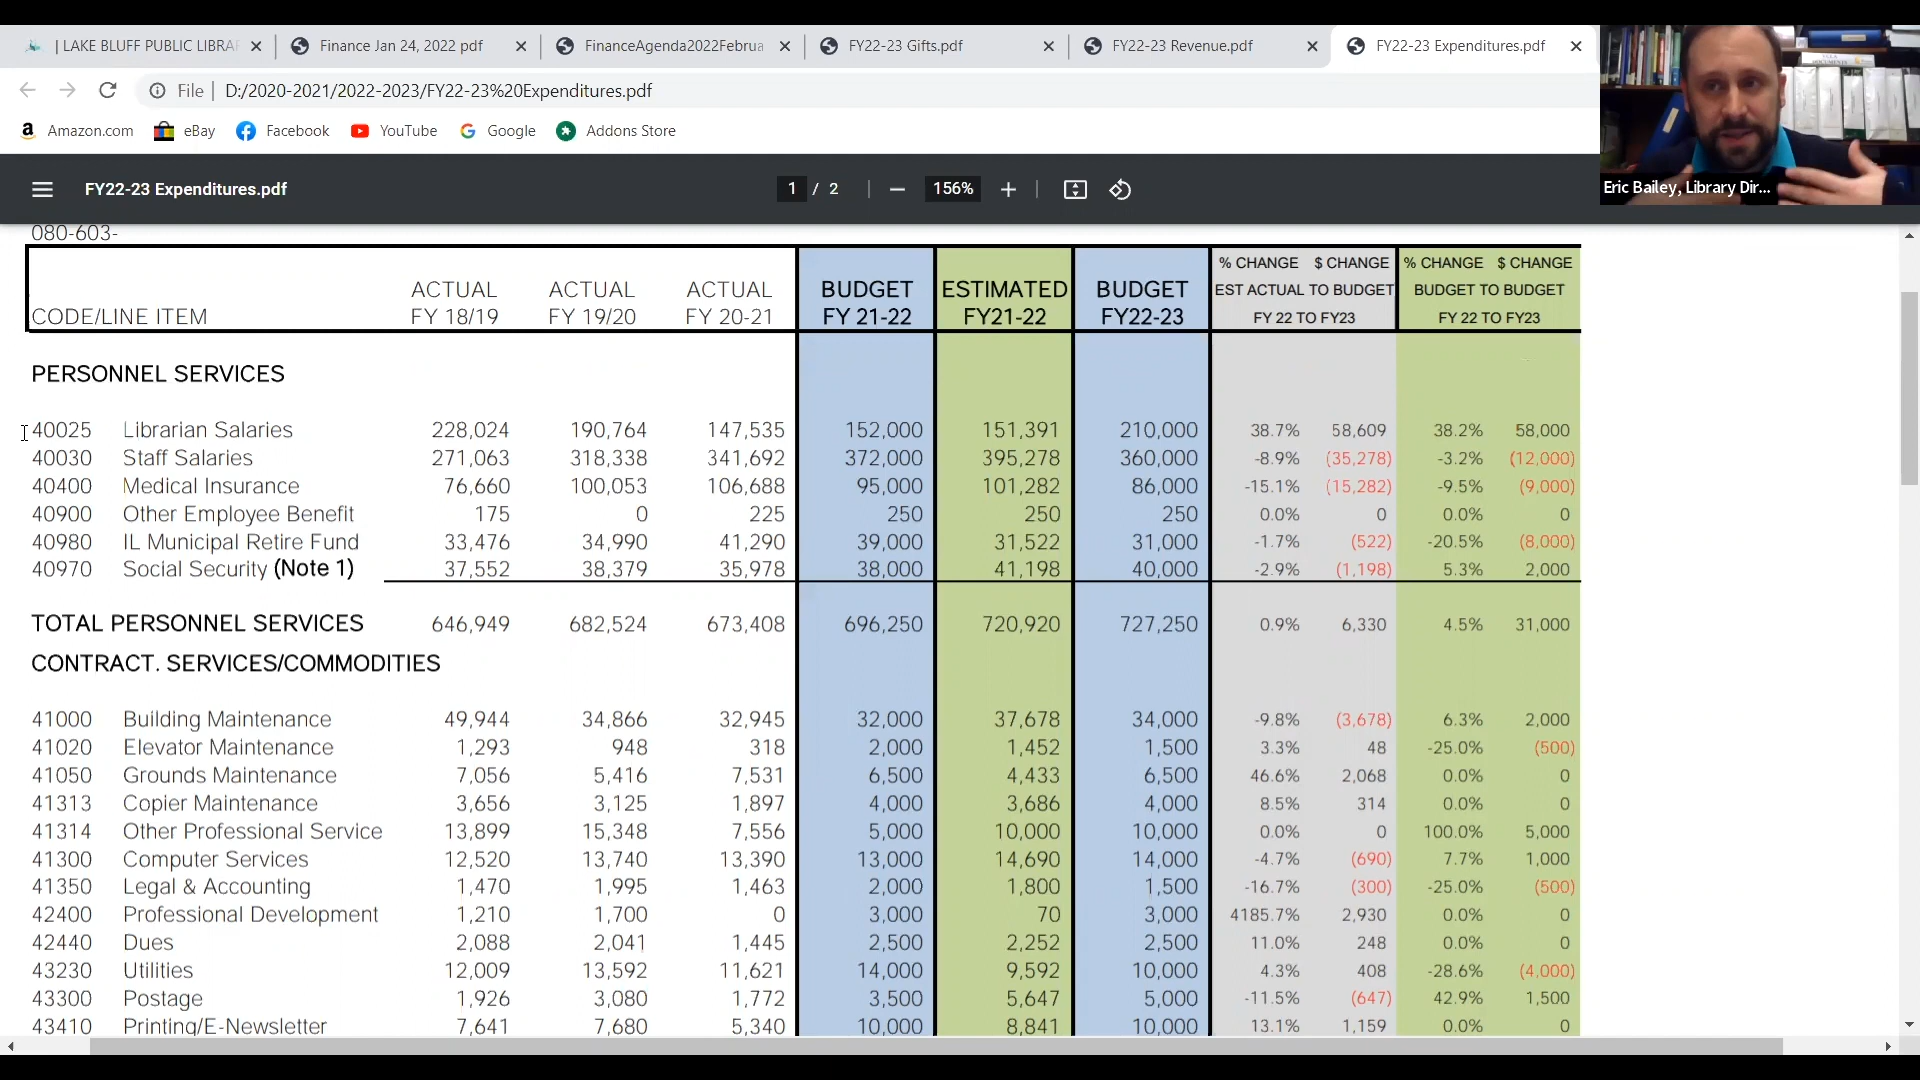 | LAKE BLUFF PUBLIC LIBRA
Finance Jan 24, 2022 pdf
FinanceAgenda2022Februa
FY22-23 Gifts.pdf
FY22-23 Revenue.pdf
FY22-23 Expenditures.pdf
File | D:/2020-2021/2022-2023/FY22-23%20Expenditures.pdf
Amazon.com eBay Facebook YouTube Google Addons Store
FY22-23 Expenditures.pdf 1 / 2 156%
Eric Bailey, Library Dir...
080-603-
% CHANGE $ CHANGE % CHANGE $ CHANGE
ACTUAL ACTUAL ACTUAL BUDGET ESTIMATED BUDGET EST ACTUAL TO BUDGET BUDGET TO BUDGET
CODE/LINE ITEM FY 18/19 FY 19/20 FY 20-21 FY 21-22 FY21-22 FY22-23 FY 22 TO FY23 FY 22 TO FY23
PERSONNEL SERVICES
40025 Librarian Salaries 228,024 190,764 147,535 152,000 151,391 210,000 38.7% 58,609 38.2% 58,000
40030 Staff Salaries 271,063 318,338 341,692 372,000 395,278 360,000 -8.9% (35,278) -3.2% (12,000)
40400 Medical Insurance 76,660 100,053 106,688 95,000 101,282 86,000 -15.1% (15,282) -9.5% (9,000)
40900 Other Employee Benefit 175 0 225 250 250 250 0.0% 0 0.0% 0
40980 IL Municipal Retire Fund 33,476 34,990 41,290 39,000 31,522 31,000 -1.7% (522) -20.5% (8,000)
40970 Social Security (Note 1) 37,552 38,379 35,978 38,000 41,198 40,000 -2.9% (1,198) 5.3% 2,000
TOTAL PERSONNEL SERVICES 646,949 682,524 673,408 696,250 720,920 727,250 0.9% 6,330 4.5% 31,000
CONTRACT. SERVICES/COMMODITIES
41000 Building Maintenance 49,944 34,866 32,945 32,000 37,678 34,000 -9.8% (3,678) 6.3% 2,000
41020 Elevator Maintenance 1,293 948 318 2,000 1,452 1,500 3.3% 48 -25.0% (500)
41050 Grounds Maintenance 7,056 5,416 7,531 6,500 4,433 6,500 46.6% 2,068 0.0% 0
41313 Copier Maintenance 3,656 3,125 1,897 4,000 3,686 4,000 8.5% 314 0.0% 0
41314 Other Professional Service 13,899 15,348 7,556 5,000 10,000 10,000 0.0% 0 100.0% 5,000
41300 Computer Services 12,520 13,740 13,390 13,000 14,690 14,000 -4.7% (690) 7.7% 1,000
41350 Legal & Accounting 1,470 1,995 1,463 2,000 1,800 1,500 -16.7% (300) -25.0% (500)
42400 Professional Development 1,210 1,700 0 3,000 70 3,000 4185.7% 2,930 0.0% 0
42440 Dues 2,088 2,041 1,445 2,500 2,252 2,500 11.0% 248 0.0% 0
43230 Utilities 12,009 13,592 11,621 14,000 9,592 10,000 4.3% 408 -28.6% (4,000)
43300 Postage 1,926 3,080 1,772 3,500 5,647 5,000 -11.5% (647) 42.9% 1,500
43410 Printing/E-Newsletter 7,641 7,680 5,340 10,000 8,841 10,000 13.1% 1,159 0.0% 0